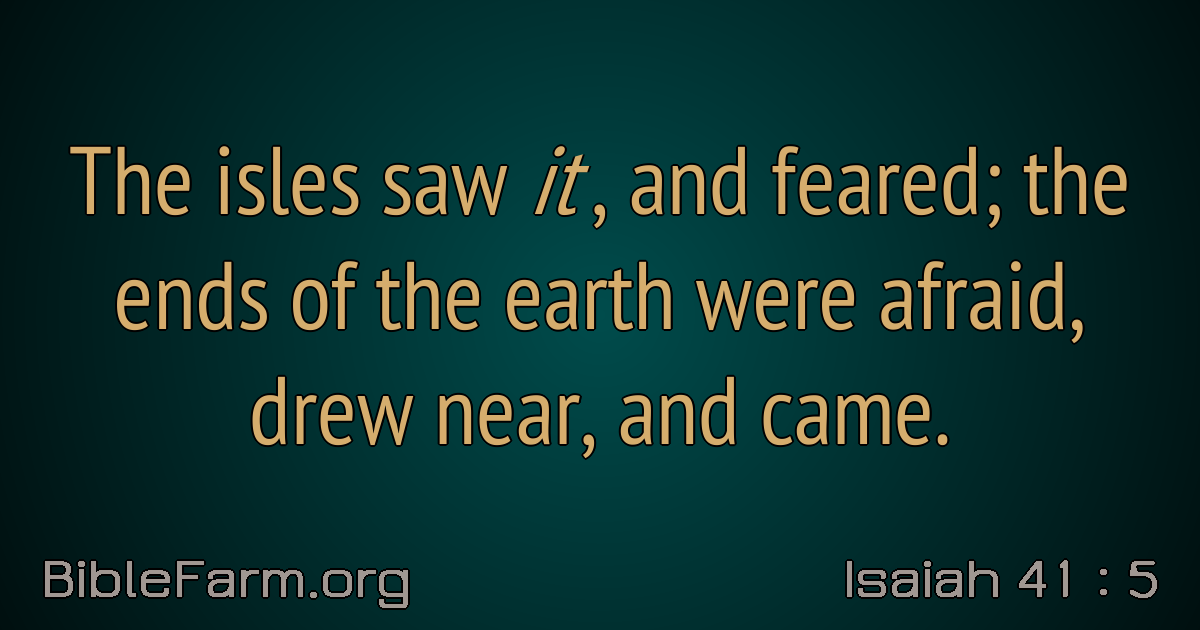 The isles saw it, and feared; the
ends of the earth were afraid,
drew near, and came.
BibleFarm.org
Isaiah 41 : 5